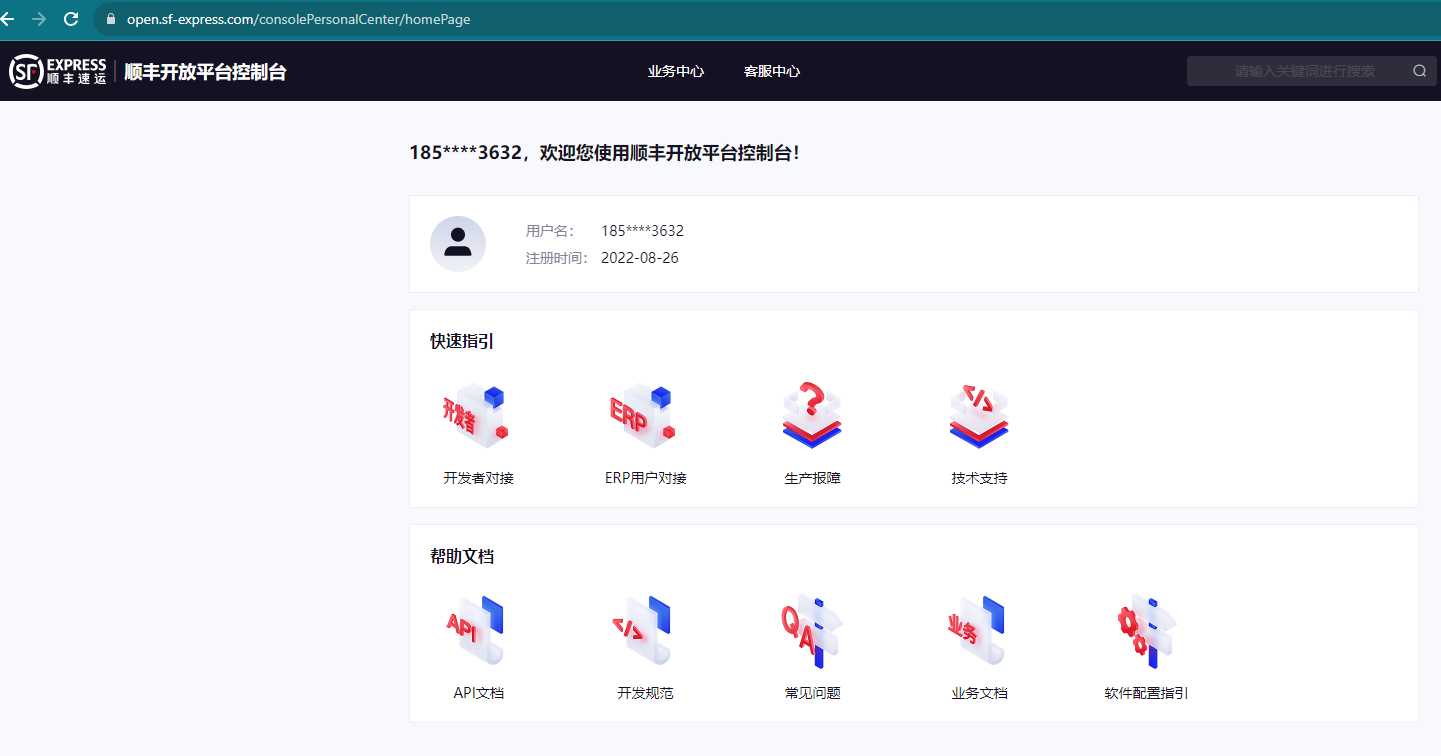 open.sf-express.com/consolePersonalCenter/homePage
SF EXPRESS 顺丰速运 顺丰开放平台控制台 业务中心 客服中心 请输入关键词进行搜索
185****3632，欢迎您使用顺丰开放平台控制台！
用户名： 185****3632
注册时间： 2022-08-26
快速指引
开发者 ERP ? </>
开发者对接 ERP用户对接 生产报障 技术支持
帮助文档
API </> QA 业务
API文档 开发规范 常见问题 业务文档 软件配置指引